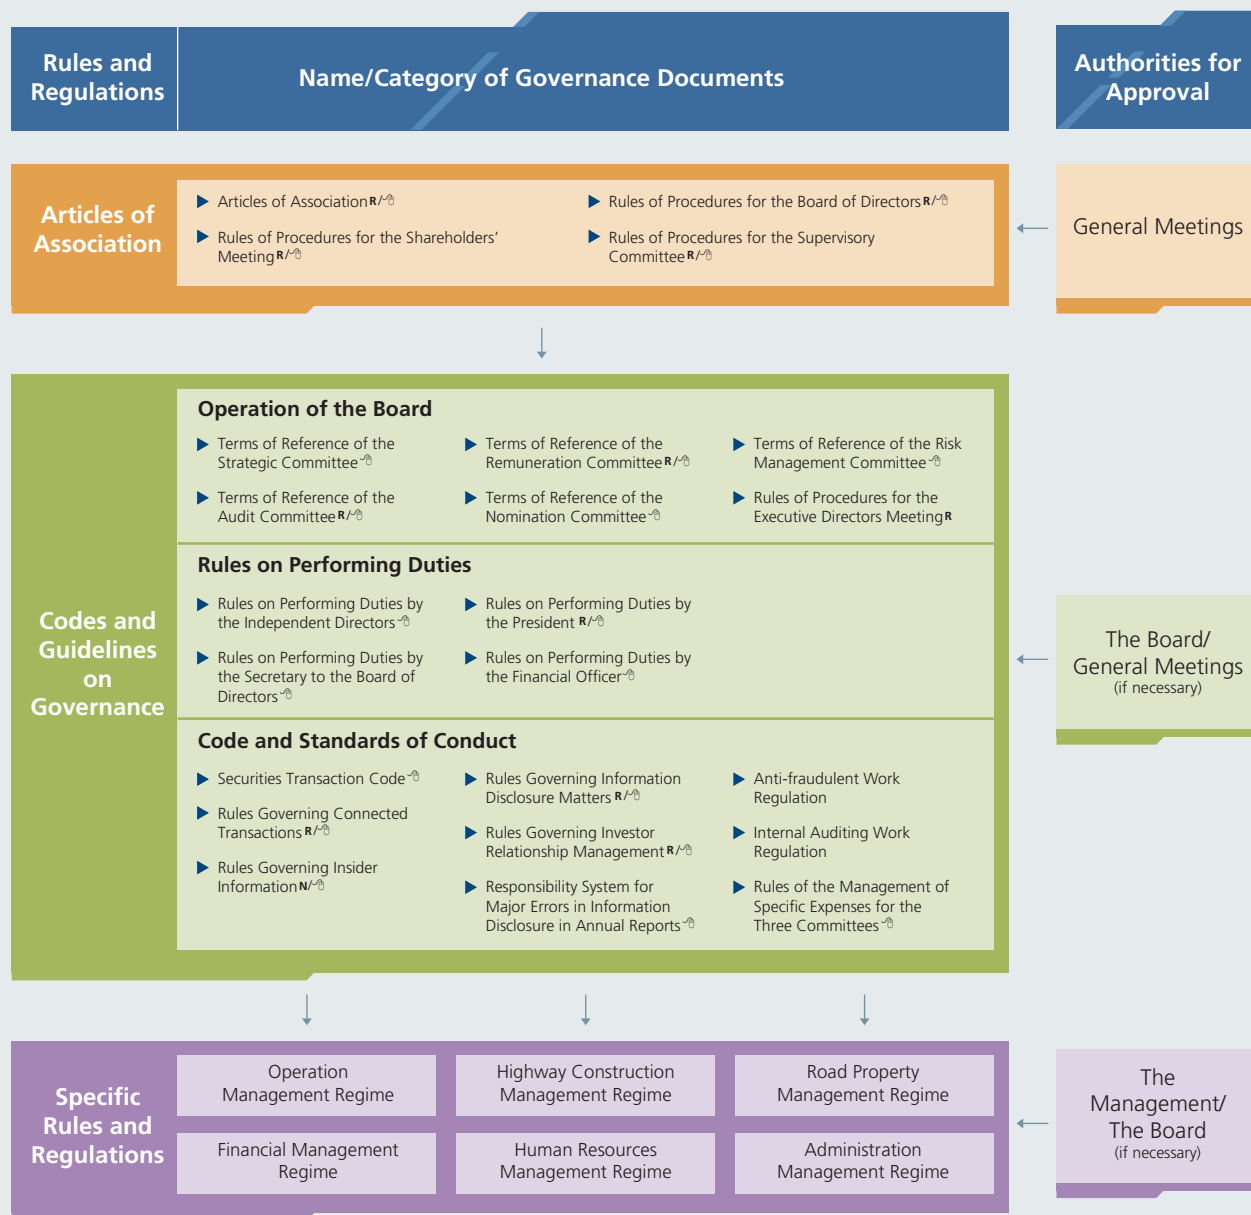 Rules and
Regulations
Name/Category of Governance Documents
Authorities for
Approval
Articles of
Association
▶ Articles of Association R/🖱
▶ Rules of Procedures for the Shareholders’
Meeting R/🖱
▶ Rules of Procedures for the Board of Directors R/🖱
▶ Rules of Procedures for the Supervisory
Committee R/🖱
General Meetings
Codes and
Guidelines
on
Governance
Operation of the Board
▶ Terms of Reference of the
Strategic Committee 🖱
▶ Terms of Reference of the
Audit Committee R/🖱
▶ Terms of Reference of the
Remuneration Committee R/🖱
▶ Terms of Reference of the
Nomination Committee 🖱
▶ Terms of Reference of the Risk
Management Committee 🖱
▶ Rules of Procedures for the
Executive Directors Meeting R
Rules on Performing Duties
▶ Rules on Performing Duties by
the Independent Directors 🖱
▶ Rules on Performing Duties by
the Secretary to the Board of
Directors 🖱
▶ Rules on Performing Duties by
the President R/🖱
▶ Rules on Performing Duties by
the Financial Officer 🖱
Code and Standards of Conduct
▶ Securities Transaction Code 🖱
▶ Rules Governing Connected
Transactions R/🖱
▶ Rules Governing Insider
Information N/🖱
▶ Rules Governing Information
Disclosure Matters R/🖱
▶ Rules Governing Investor
Relationship Management R/🖱
▶ Responsibility System for
Major Errors in Information
Disclosure in Annual Reports 🖱
▶ Anti-fraudulent Work
Regulation
▶ Internal Auditing Work
Regulation
▶ Rules of the Management of
Specific Expenses for the
Three Committees 🖱
The Board/
General Meetings
(if necessary)
Specific
Rules and
Regulations
Operation
Management Regime
Highway Construction
Management Regime
Road Property
Management Regime
Financial Management
Regime
Human Resources
Management Regime
Administration
Management Regime
The
Management/
The Board
(if necessary)